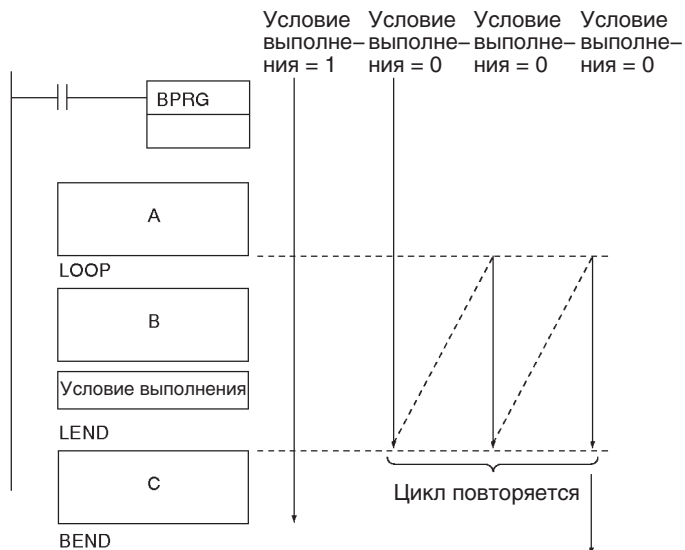 Условие Условие Условие Условие
выполне– выполне– выполне– выполне–
ния = 1 ния = 0 ния = 0 ния = 0
BPRG
A
LOOP
B
Условие выполнения
LEND
C
Цикл повторяется
BEND